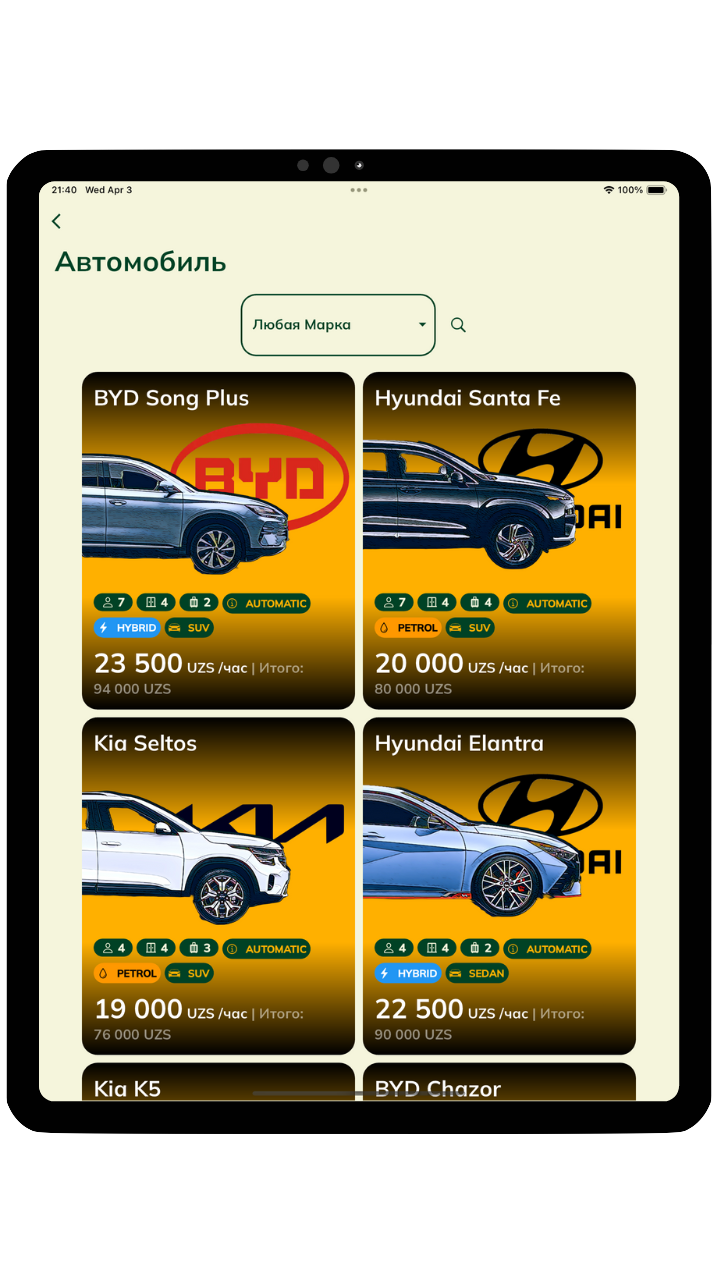 21:40 Wed Apr 3
100%
Автомобиль
Любая Марка
BYD Song Plus
BYD
7 4 2 AUTOMATIC
HYBRID SUV
23 500 UZS /час | Итого:
94 000 UZS
Hyundai Santa Fe
7 4 4 AUTOMATIC
PETROL SUV
20 000 UZS /час | Итого:
80 000 UZS
Kia Seltos
KIA
4 4 3 AUTOMATIC
PETROL SUV
19 000 UZS /час | Итого:
76 000 UZS
Hyundai Elantra
4 4 2 AUTOMATIC
HYBRID SEDAN
22 500 UZS /час | Итого:
90 000 UZS
Kia K5
BYD Chazor